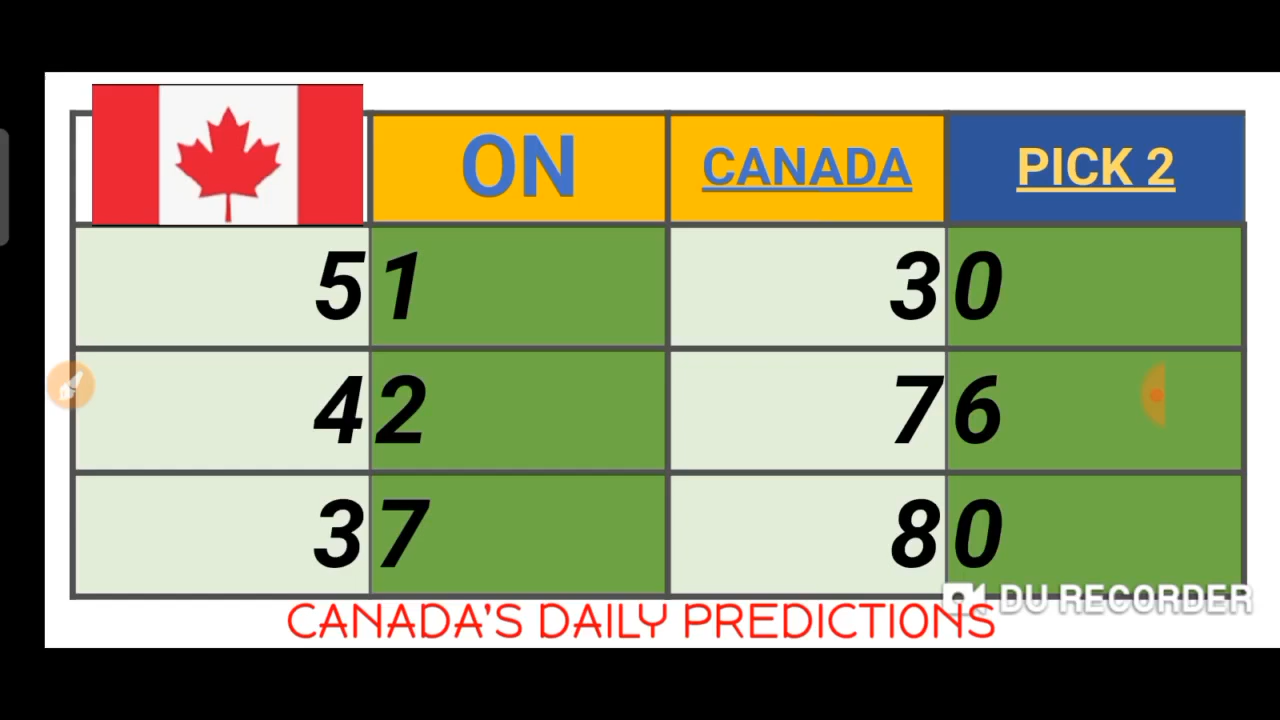 ON CANADA PICK 2
51 30
42 76
37 80
DU RECORDER
CANADA'S DAILY PREDICTIONS